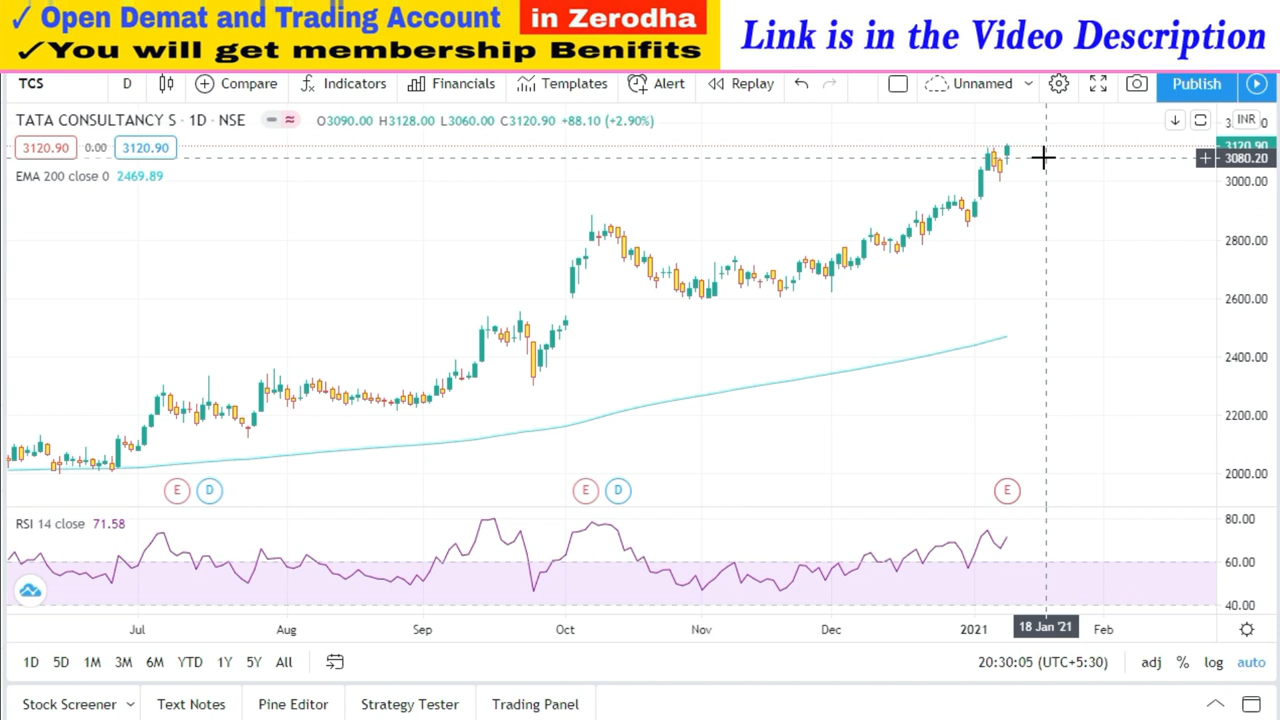 ✓ Open Demat and Trading Account in Zerodha
✓You will get membership Benifits
Link is in the Video Description
TCS D Compare Indicators Financials Templates Alert Replay Unnamed Publish
TATA CONSULTANCY S · 1D · NSE O3090.00 H3128.00 L3060.00 C3120.90 +88.10 (+2.90%)
INR
3120.90 0.00 3120.90
EMA 200 close 0 2469.89
3120.90
3080.20
3000.00
2800.00
2600.00
2400.00
2200.00
2000.00
E D E D E
RSI 14 close 71.58
80.00
60.00
40.00
Jul Aug Sep Oct Nov Dec 2021 18 Jan '21 Feb
1D 5D 1M 3M 6M YTD 1Y 5Y All 20:30:05 (UTC+5:30) adj % log auto
Stock Screener Text Notes Pine Editor Strategy Tester Trading Panel